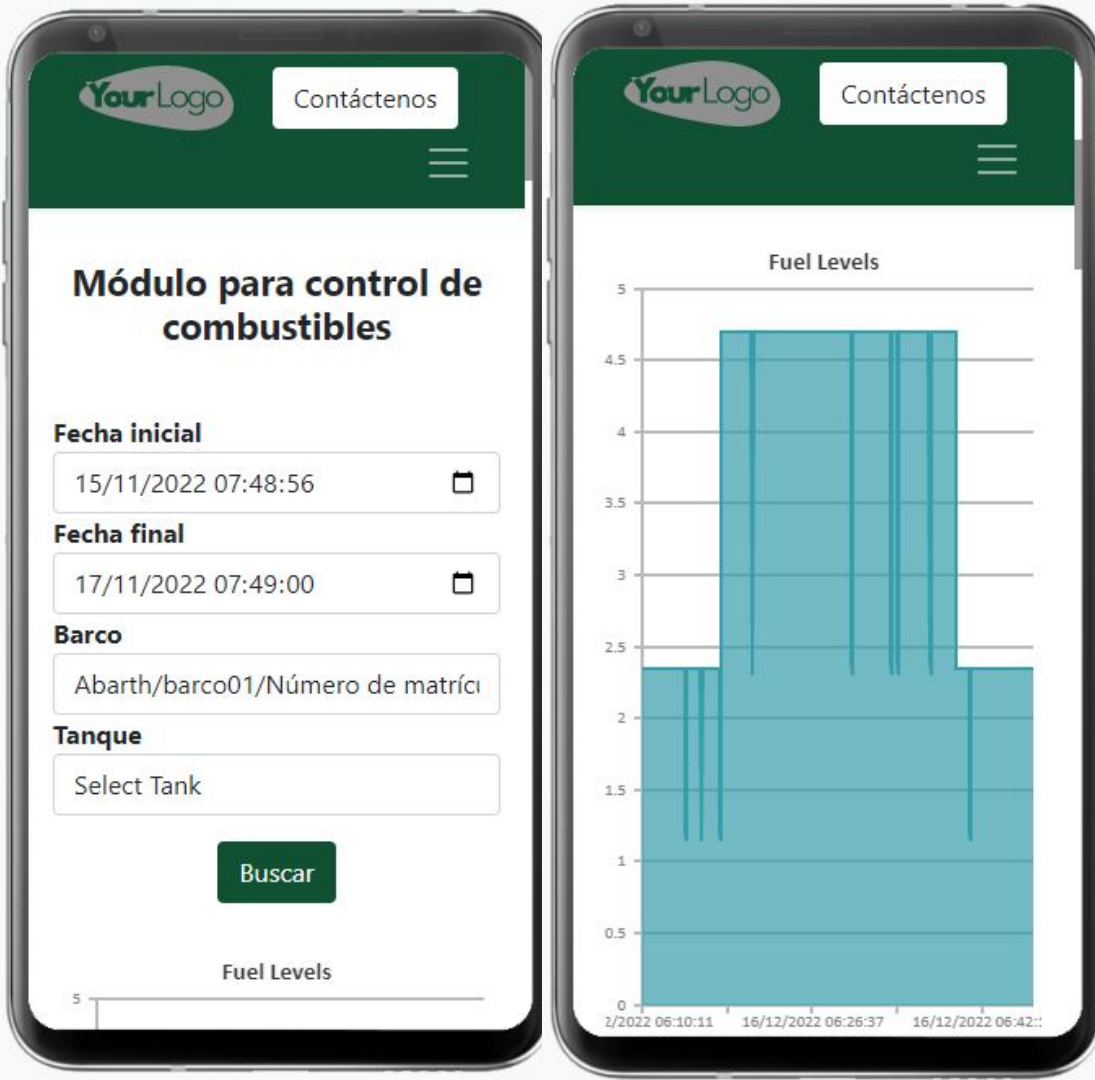 YourLogo
Contáctenos
Módulo para control de
combustibles
Fecha inicial
15/11/2022 07:48:56
Fecha final
17/11/2022 07:49:00
Barco
Abarth/barco01/Número de matrícu
Tanque
Select Tank
Buscar
Fuel Levels
5
YourLogo
Contáctenos
Fuel Levels
5
4.5
4
3.5
3
2.5
2
1.5
1
0.5
0
2/2022 06:10:11 16/12/2022 06:26:37 16/12/2022 06:42: